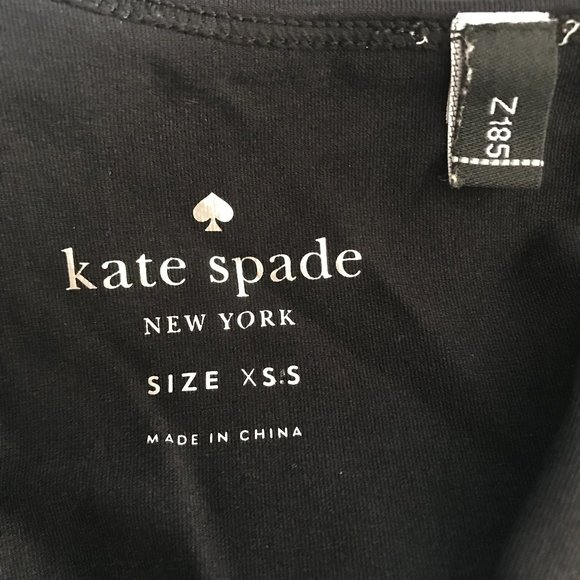 Z185
kate spade
NEW YORK
SIZE XS:S
MADE IN CHINA